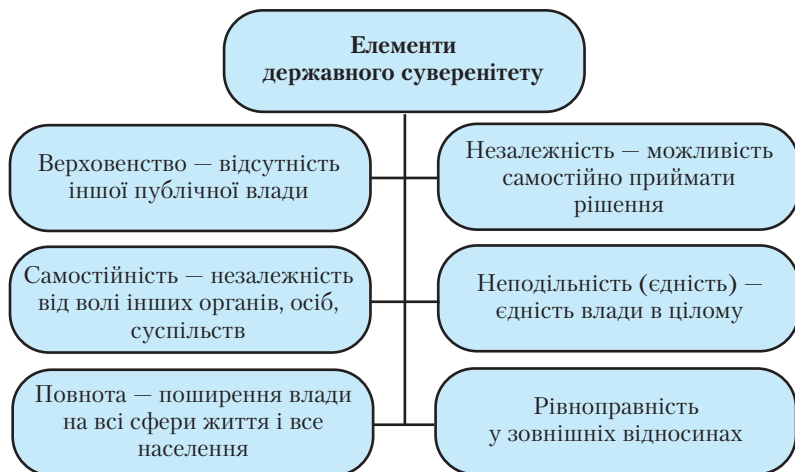 Елементи
державного суверенітету
Верховенство — відсутність
іншої публічної влади
Незалежність — можливість
самостійно приймати
рішення
Самостійність — незалежність
від волі інших органів, осіб,
суспільств
Неподільність (єдність) —
єдність влади в цілому
Повнота — поширення влади
на всі сфери життя і все
населення
Рівноправність
у зовнішніх відносинах